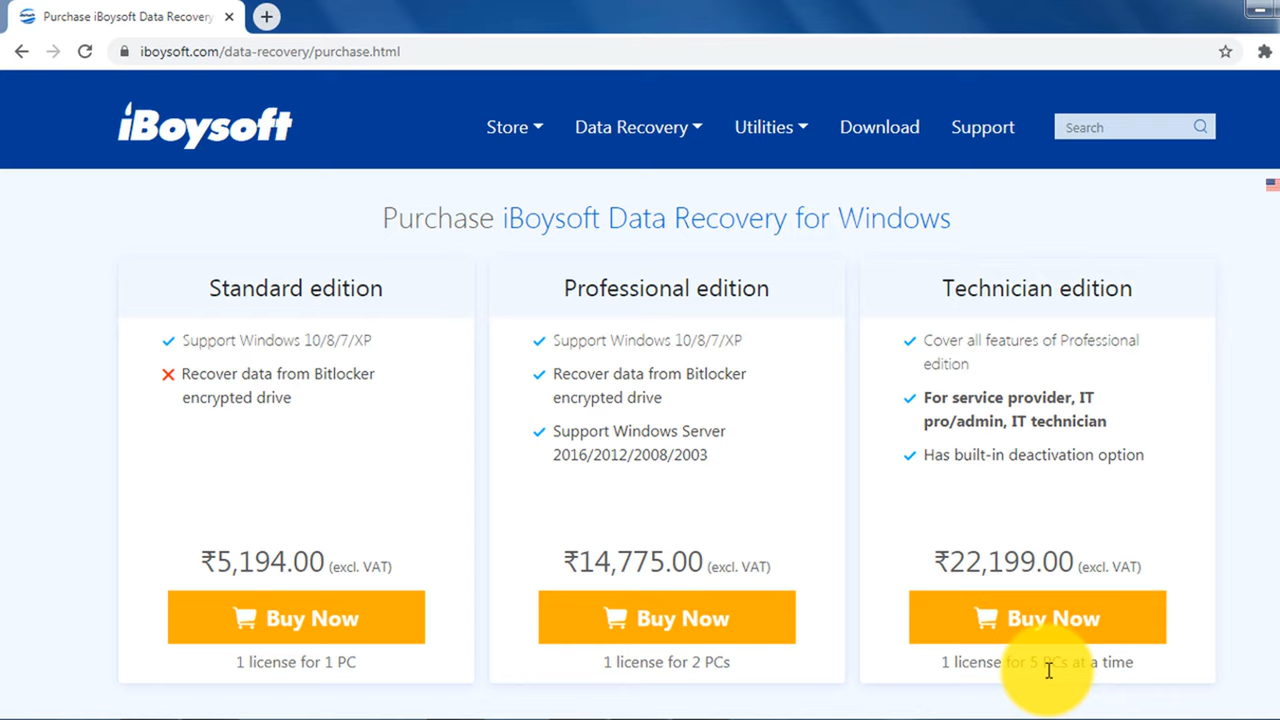 Purchase iBoysoft Data Recovery
iboysoft.com/data-recovery/purchase.html
iBoysoft
Store
Data Recovery
Utilities
Download
Support
Search
Purchase iBoysoft Data Recovery for Windows
Standard edition
Support Windows 10/8/7/XP
Recover data from Bitlocker
encrypted drive
₹5,194.00 (excl. VAT)
Buy Now
1 license for 1 PC
Professional edition
Support Windows 10/8/7/XP
Recover data from Bitlocker
encrypted drive
Support Windows Server
2016/2012/2008/2003
₹14,775.00 (excl. VAT)
Buy Now
1 license for 2 PCs
Technician edition
Cover all features of Professional
edition
For service provider, IT
pro/admin, IT technician
Has built-in deactivation option
₹22,199.00 (excl. VAT)
Buy Now
1 license for 5 PCs at a time